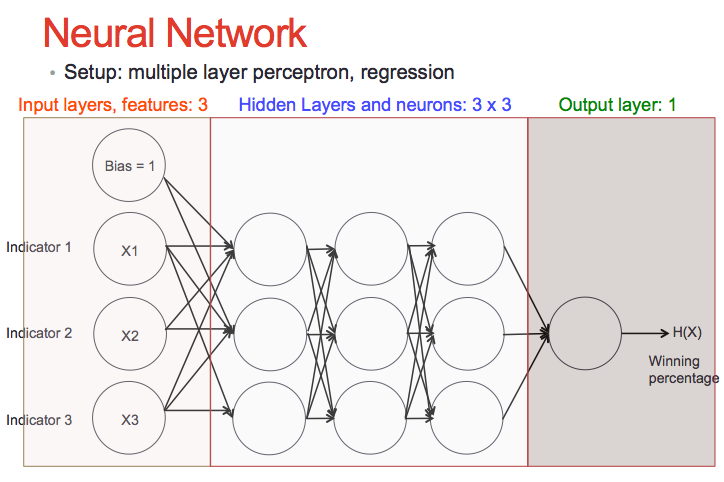 Neural Network
• Setup: multiple layer perceptron, regression
Input layers, features: 3
Hidden Layers and neurons: 3 x 3
Output layer: 1
Bias = 1
Indicator 1
X1
Indicator 2
X2
H(X)
Winning
percentage
Indicator 3
X3